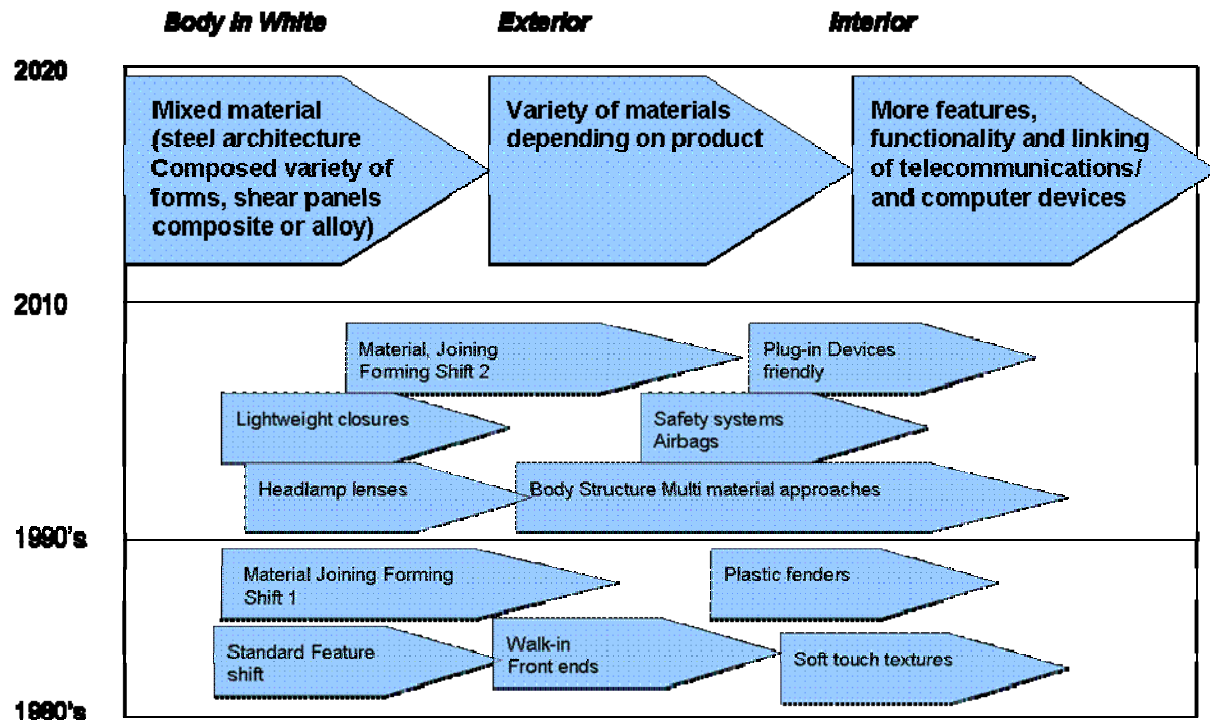 Body in White Exterior Interior
2020
Mixed material
(steel architecture
Composed variety of
forms, shear panels
composite or alloy)
Variety of materials
depending on product
More features,
functionality and linking
of telecommunications/
and computer devices
2010
Material, Joining
Forming Shift 2
Plug-in Devices
friendly
Lightweight closures
Safety systems
Airbags
Headlamp lenses
Body Structure Multi material approaches
1990's
Material Joining Forming
Shift 1
Plastic fenders
Standard Feature
shift
Walk-in
Front ends
Soft touch textures
1980's